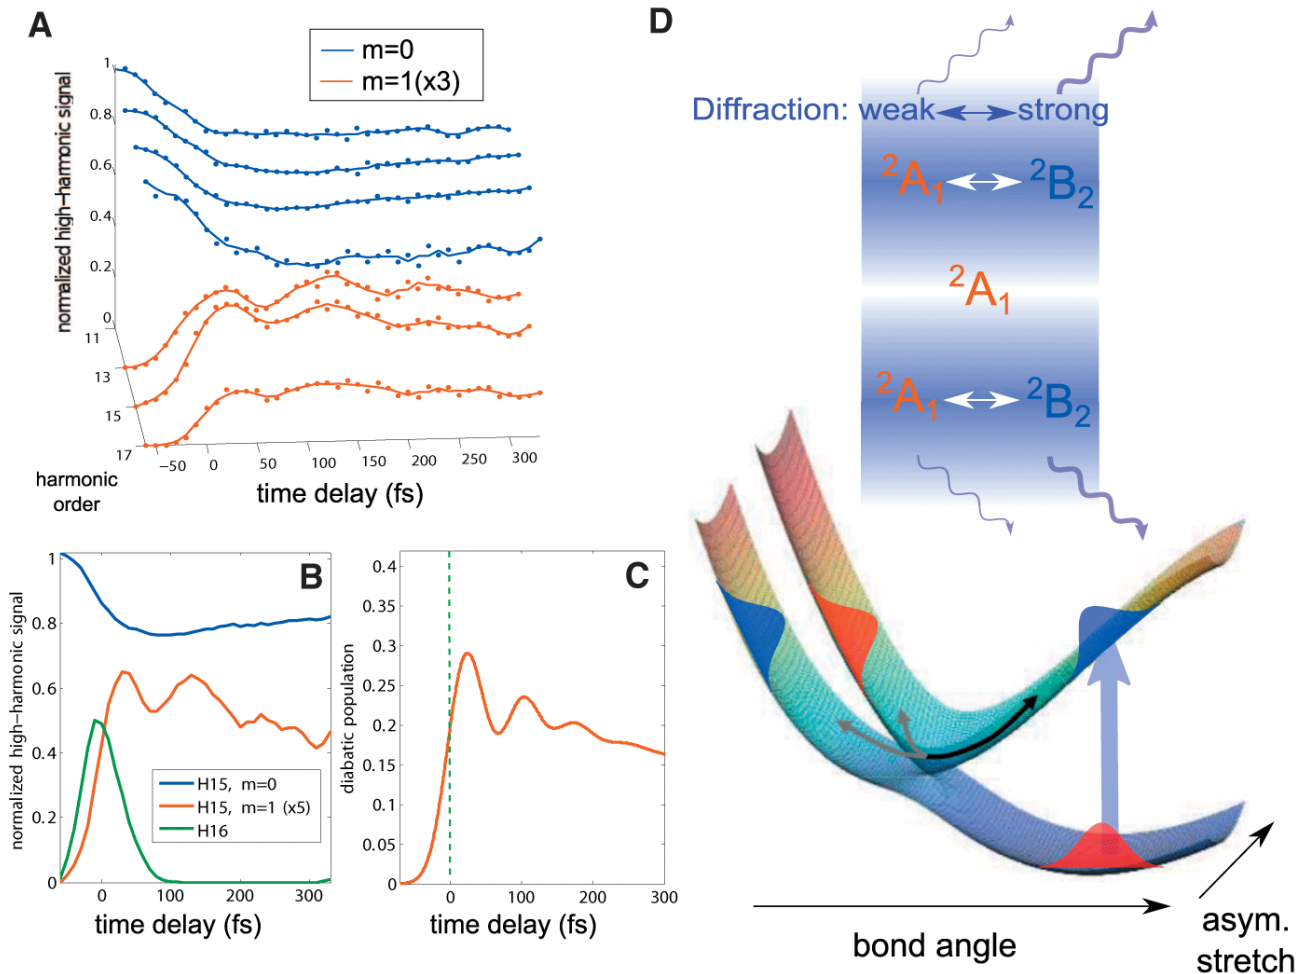 A
m=0
m=1(x3)
normalized high-harmonic signal
1
0.8
0.6
0.4
0.2
0
11
13
15
17
harmonic
order
-50
0
50
100
150
200
250
300
time delay (fs)
B
normalized high-harmonic signal
1
0.8
0.6
0.4
0.2
0
H15, m=0
H15, m=1 (x5)
H16
0
100
200
300
time delay (fs)
C
diabatic population
0.4
0.35
0.3
0.25
0.2
0.15
0.1
0.05
0
0
100
200
300
time delay (fs)
D
Diffraction: weak strong
²A₁ ²B₂
²A₁
²A₁ ²B₂
bond angle
asym.
stretch